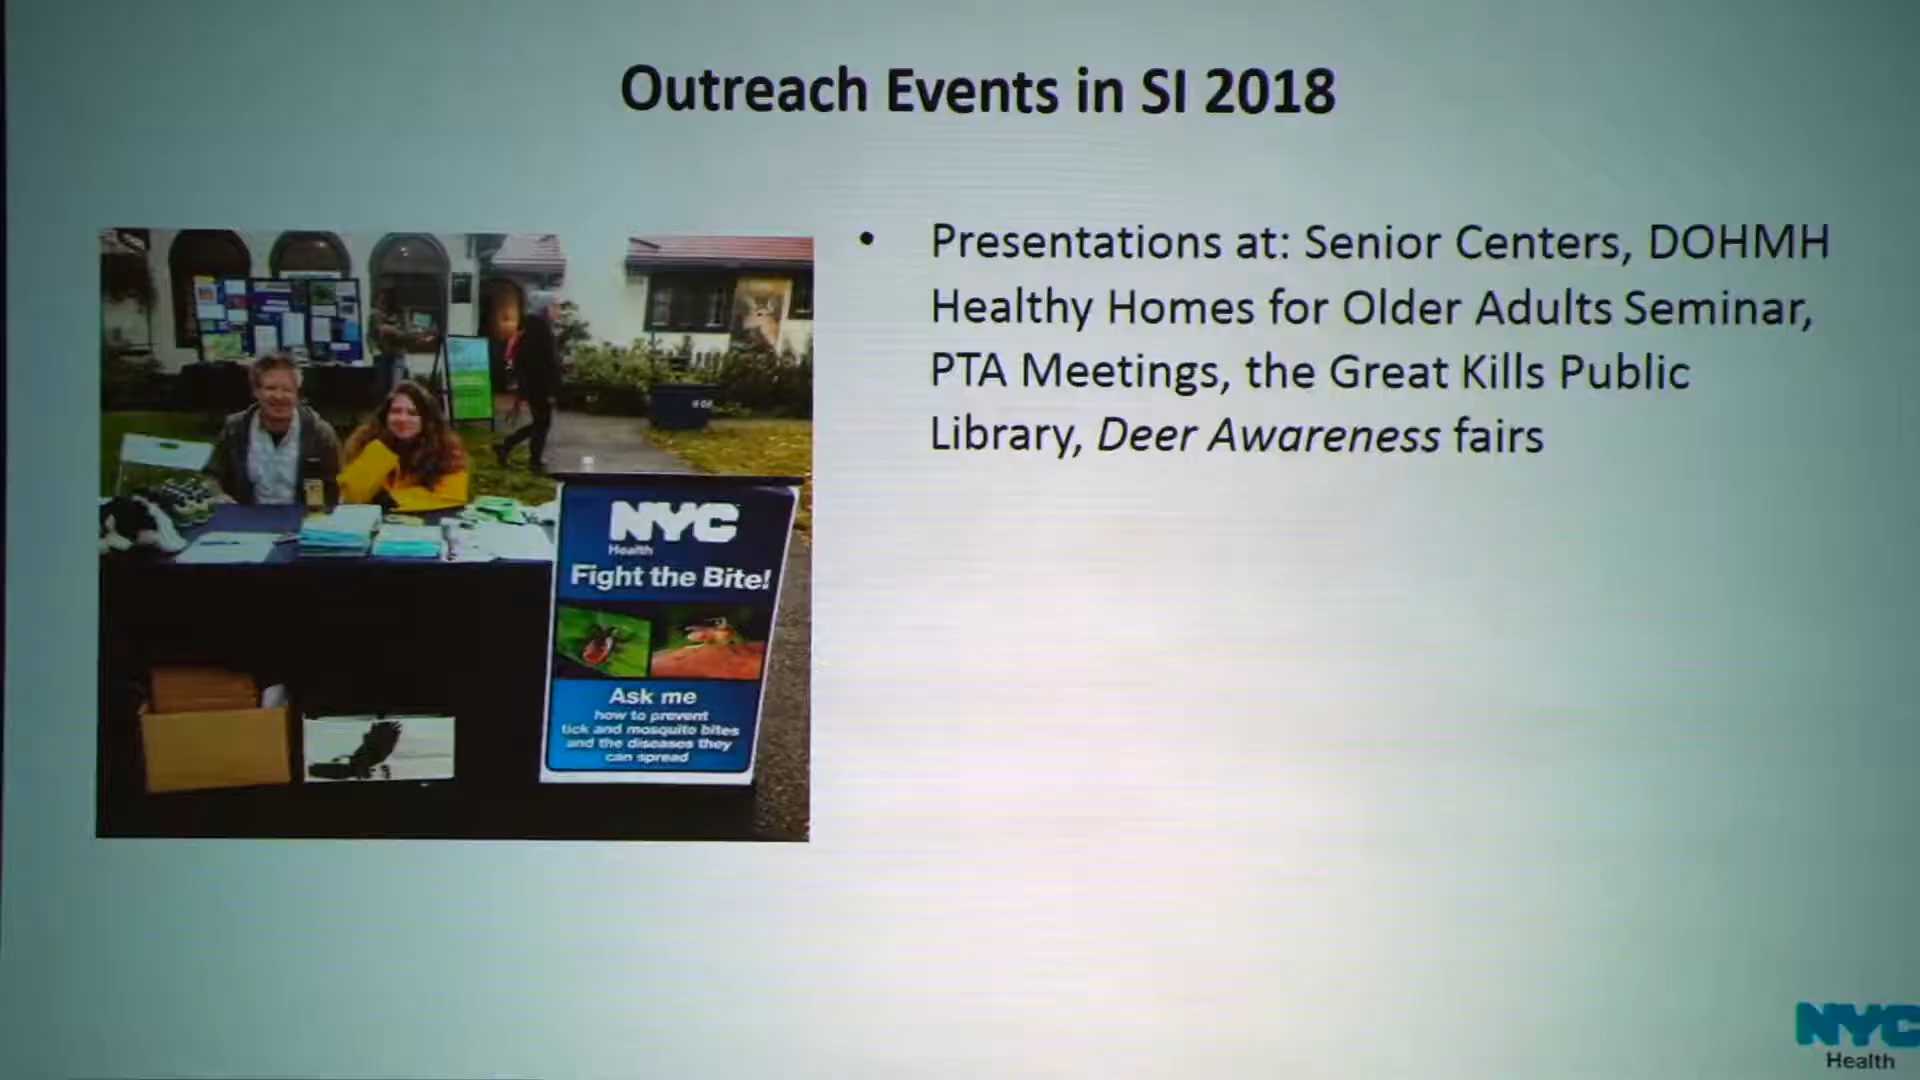 Outreach Events in SI 2018
• Presentations at: Senior Centers, DOHMH
Healthy Homes for Older Adults Seminar,
PTA Meetings, the Great Kills Public
Library, Deer Awareness fairs
NYC
Health
Fight the Bite!
Ask me
how to prevent
tick and mosquito bites
and the diseases they
can spread
NYC
Health